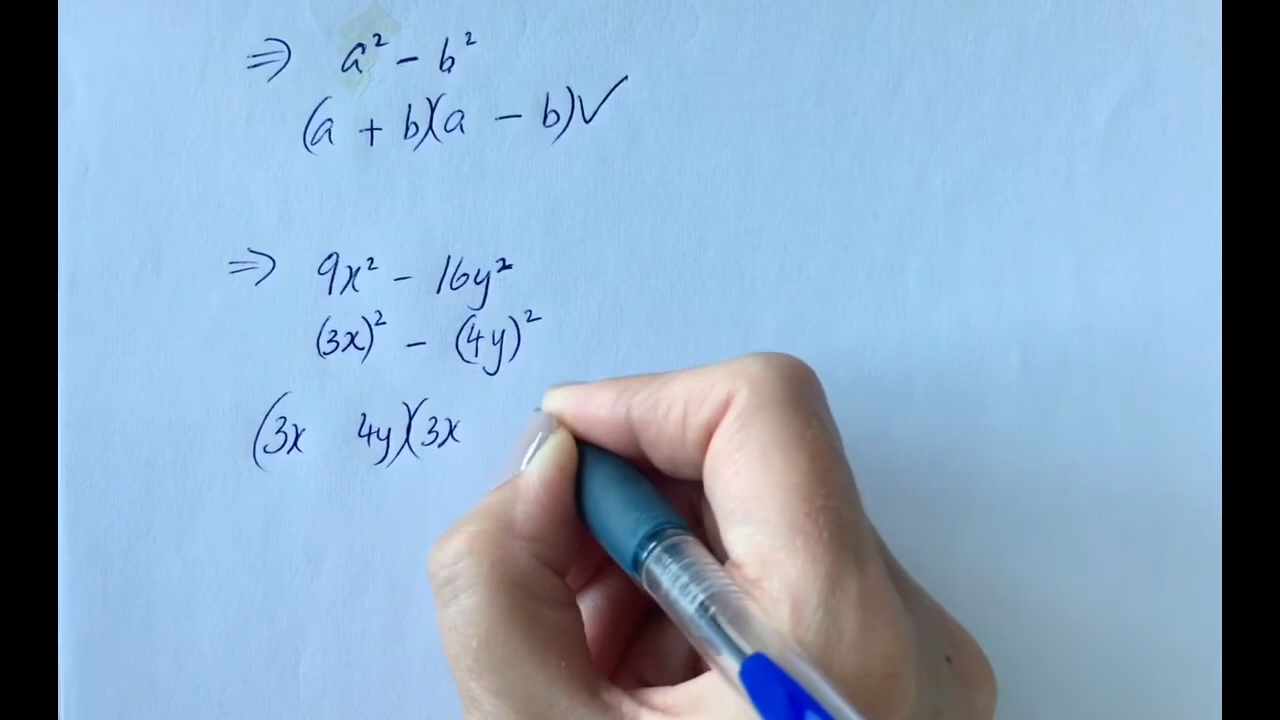 ⇒ a² - b²
(a + b)(a - b)✓
⇒ 9x² - 16y²
(3x)² - (4y)²
(3x 4y)(3x